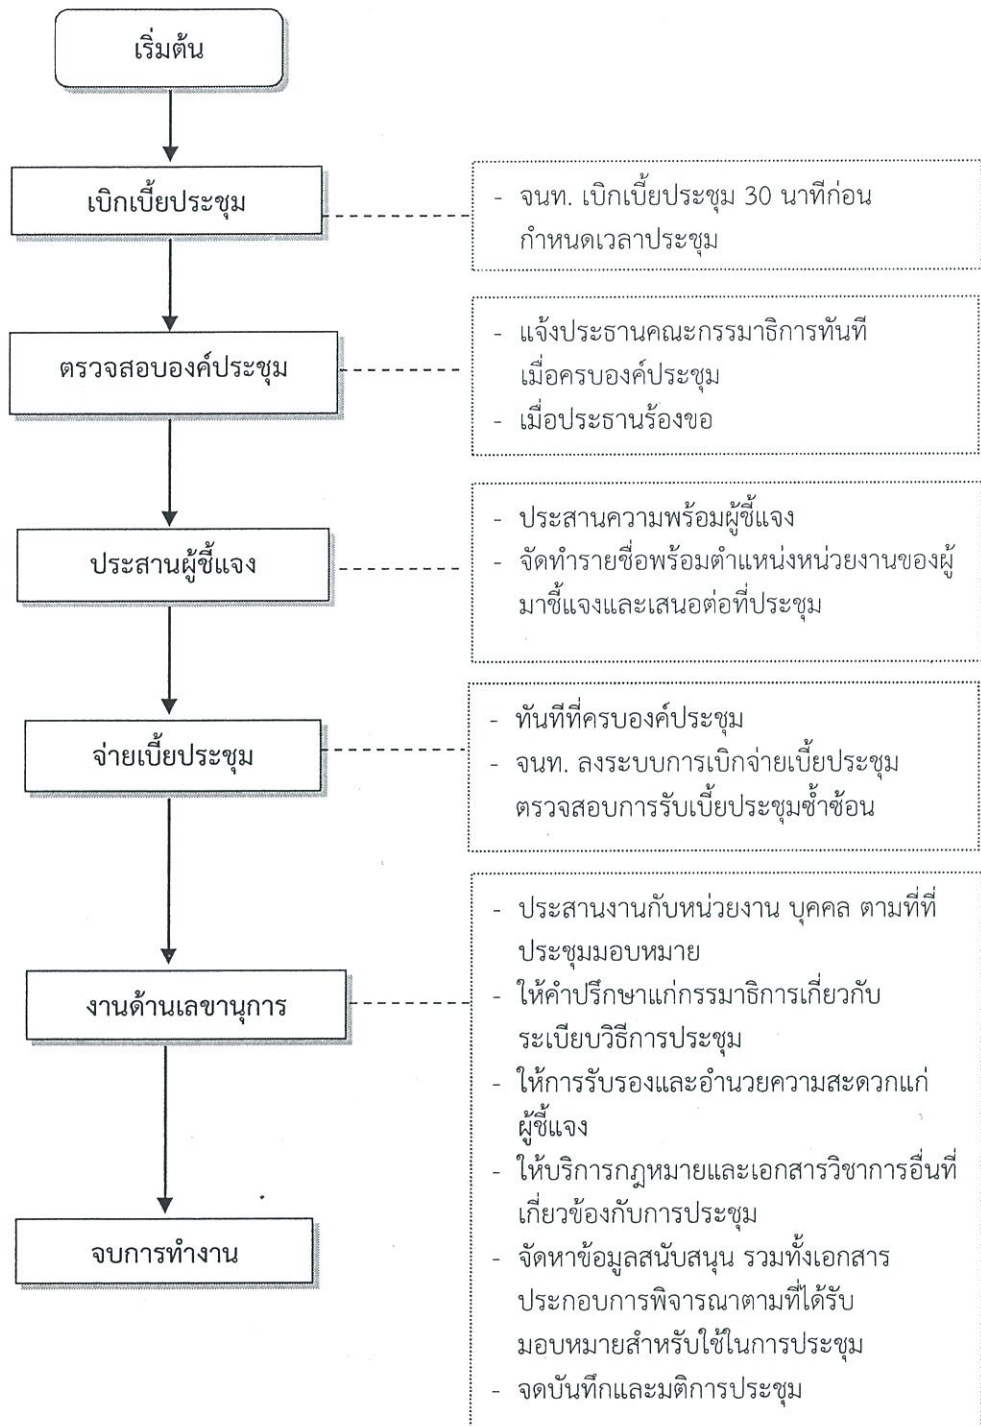 เริ่มต้น
เบิกเบี้ยประชุม
- จนท. เบิกเบี้ยประชุม 30 นาทีก่อน
กำหนดเวลาประชุม
ตรวจสอบองค์ประชุม
- แจ้งประธานคณะกรรมาธิการทันที
เมื่อครบองค์ประชุม
- เมื่อประธานร้องขอ
ประสานผู้ชี้แจง
- ประสานความพร้อมผู้ชี้แจง
- จัดทำรายชื่อพร้อมตำแหน่งหน่วยงานของผู้
มาชี้แจงและเสนอต่อที่ประชุม
จ่ายเบี้ยประชุม
- ทันทีที่ครบองค์ประชุม
- จนท. ลงระบบการเบิกจ่ายเบี้ยประชุม
ตรวจสอบการรับเบี้ยประชุมซ้ำซ้อน
งานด้านเลขานุการ
- ประสานงานกับหน่วยงาน บุคคล ตามที่ที่
ประชุมมอบหมาย
- ให้คำปรึกษาแก่กรรมาธิการเกี่ยวกับ
ระเบียบวิธีการประชุม
- ให้การรับรองและอำนวยความสะดวกแก่
ผู้ชี้แจง
- ให้บริการกฎหมายและเอกสารวิชาการอื่นที่
เกี่ยวข้องกับการประชุม
- จัดหาข้อมูลสนับสนุน รวมทั้งเอกสาร
ประกอบการพิจารณาตามที่ได้รับ
มอบหมายสำหรับใช้ในการประชุม
- จดบันทึกและมติการประชุม
จบการทำงาน